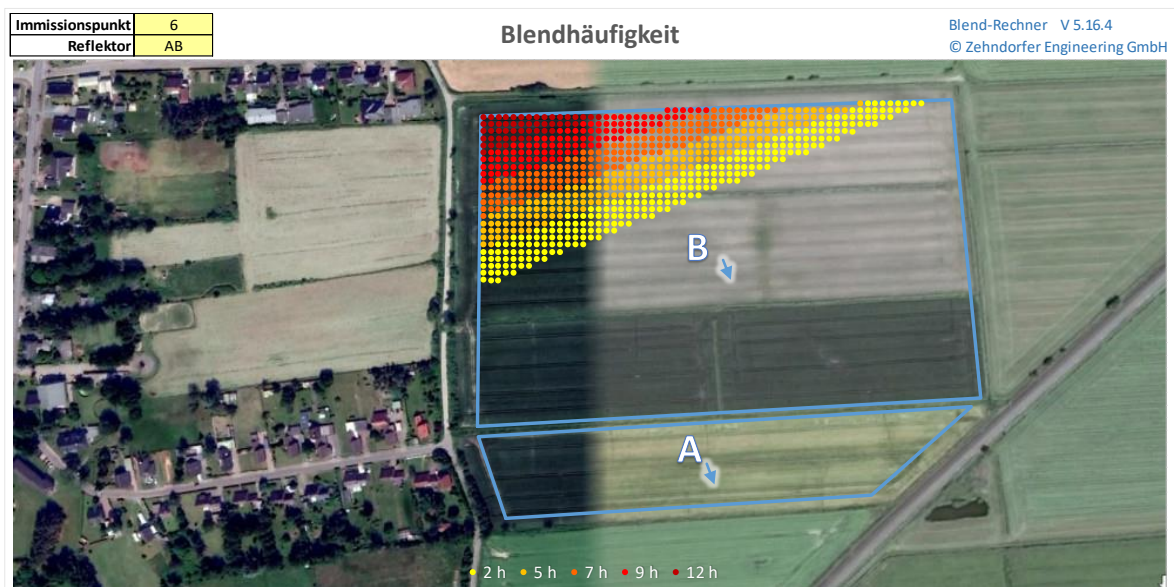 Immissionspunkt 6
Reflektor AB
Blendhäufigkeit
Blend-Rechner V 5.16.4
© Zehndorfer Engineering GmbH
B
A
2 h 5 h 7 h 9 h 12 h